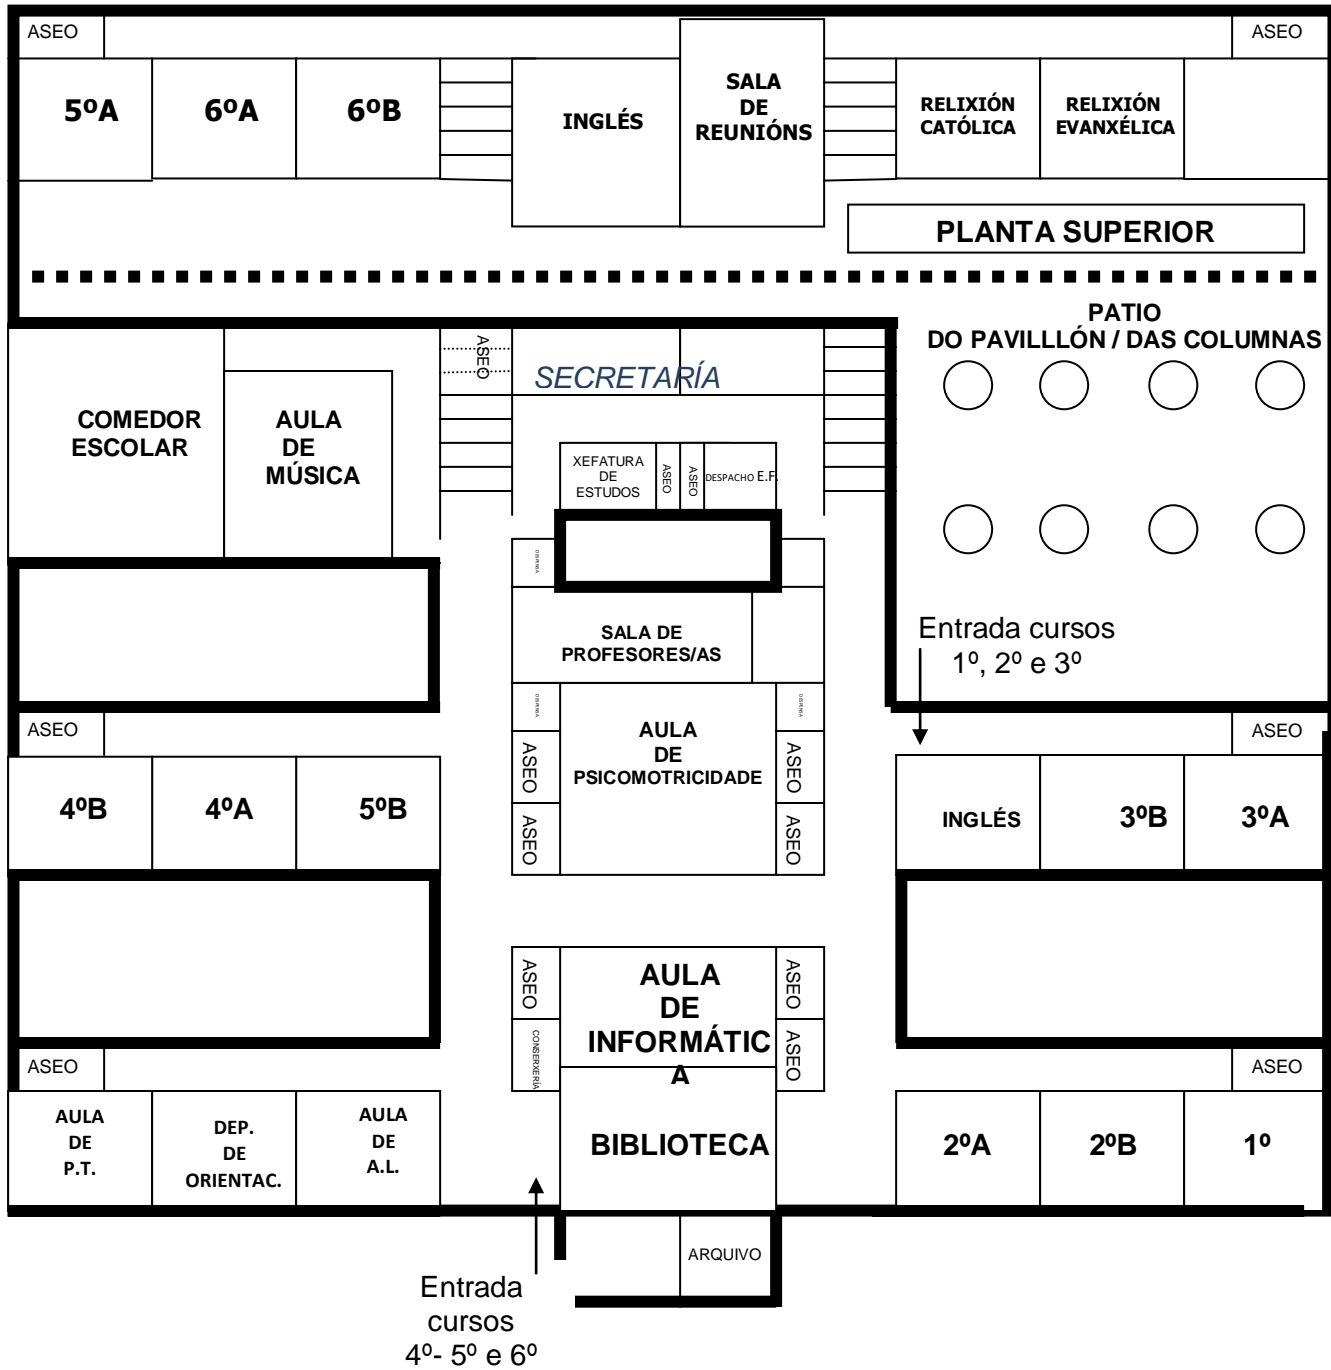 ASEO
ASEO
5ºA
6ºA
6ºB
INGLÉS
SALA
DE
REUNIÓNS
RELIXIÓN
CATÓLICA
RELIXIÓN
EVANXÉLICA
PLANTA SUPERIOR
PATIO
DO PAVILLLÓN / DAS COLUMNAS
ASEO
SECRETARÍA
COMEDOR
ESCOLAR
AULA
DE
MÚSICA
XEFATURA
DE
ESTUDOS
ASEO
ASEO
DESPACHO E.F.
SALA DE
PROFESORES/AS
Entrada cursos
1º, 2º e 3º
ASEO
ASEO
AULA
DE
PSICOMOTRICIDADE
ASEO
ASEO
ASEO
ASEO
4ºB
4ºA
5ºB
INGLÉS
3ºB
3ºA
ASEO
CONSERXERÍA
AULA
DE
INFORMÁTIC
A
ASEO
ASEO
ASEO
ASEO
AULA
DE
P.T.
DEP.
DE
ORIENTAC.
AULA
DE
A.L.
BIBLIOTECA
2ºA
2ºB
1º
ARQUIVO
Entrada
cursos
4º- 5º e 6º